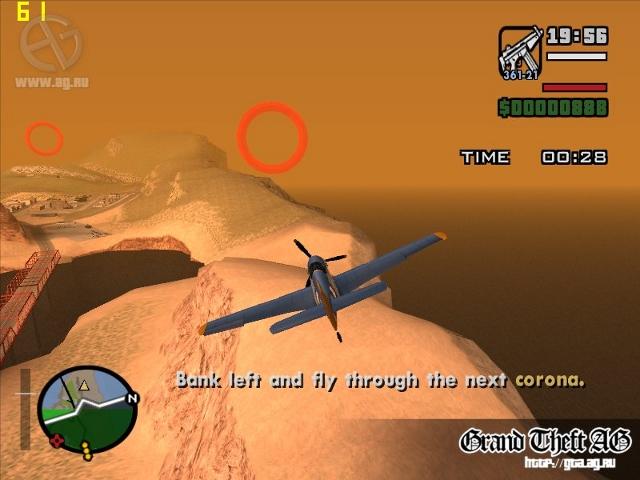 61
AG
www.ag.ru
19:56
361-21
$00000888
TIME 00:28
N
Bank left and fly through the next corona.
Grand Theft AG
http://gta.ag.ru